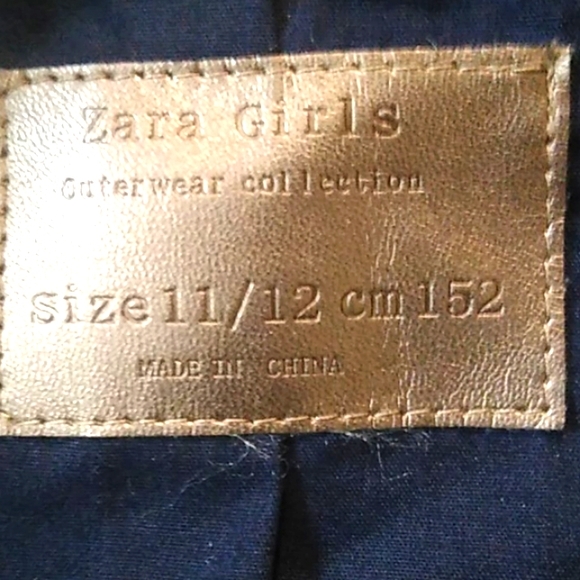 Zara Girls
Outerwear collection
Size 11/12 cm 152
MADE IN CHINA